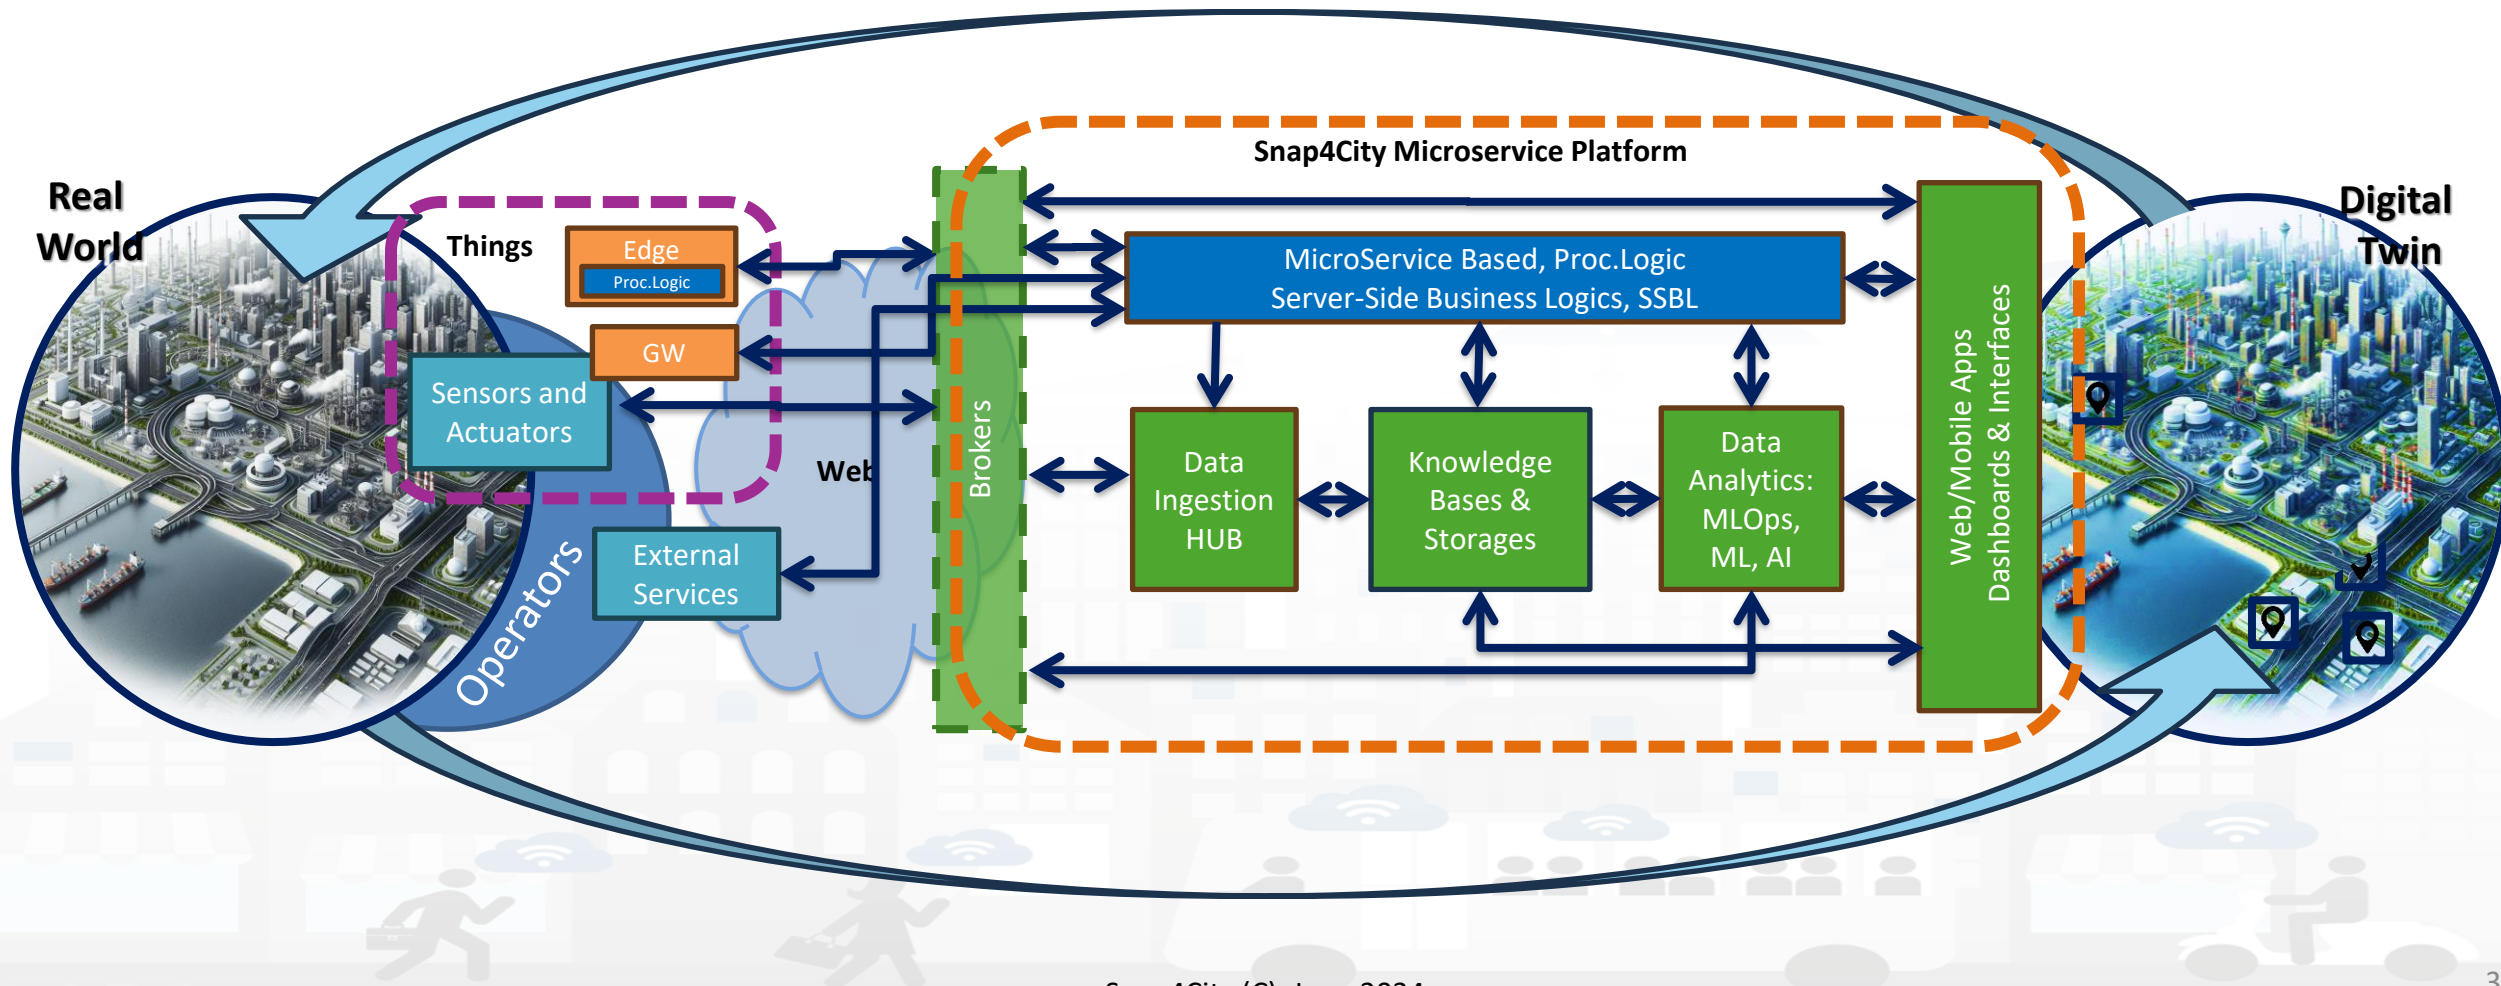 Snap4City Microservice Platform
Real
World
Digital
Twin
Things
Edge
Proc.Logic
GW
Sensors and
Actuators
External
Services
Operators
Web
Brokers
MicroService Based, Proc.Logic
Server-Side Business Logics, SSBL
Data
Ingestion
HUB
Knowledge
Bases &
Storages
Data
Analytics:
MLOps,
ML, AI
Web/Mobile Apps
Dashboards & Interfaces
3